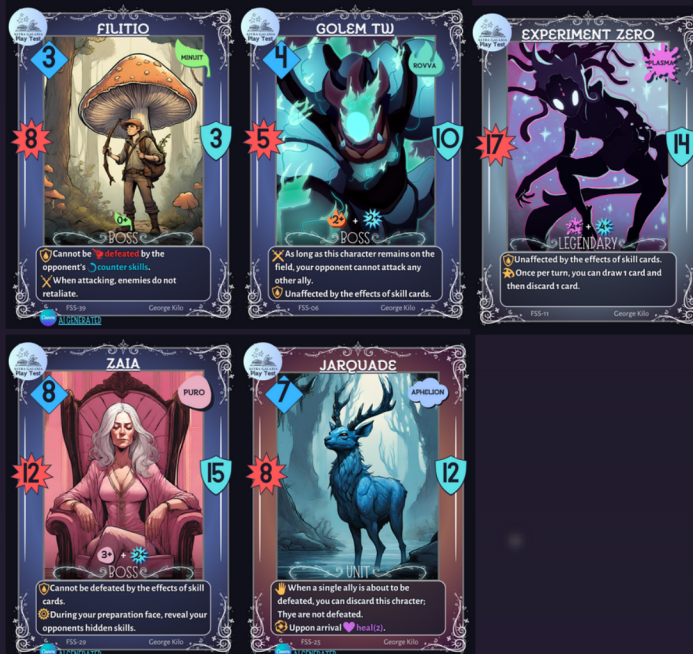 FILITIO
Play Test
3
MINUIT
8
3
0+
BOSS
Cannot be defeated by the
opponent's counter skills.
When attacking, enemies do not
retaliate.
FSS-39 George Kilo
AI GENERATED
GOLEM TW
Play Test
4
ROVVA
5
10
2+ + 2+
BOSS
As long as this character remains on the
field, your opponent cannot attack any
other ally.
Unaffected by the effects of skill cards.
FSS-06 George Kilo
EXPERIMENT ZERO
Play Test
PLASMA
17
14
LEGENDARY
Unaffected by the effects of skill cards.
Once per turn, you can draw 1 card and
then discard 1 card.
FSS-11 George Kilo
ZAIA
Play Test
8
PURO
12
15
3+ + 2+
BOSS
Cannot be defeated by the effects of skill
cards.
During your preparation face, reveal your
opponents hidden skills.
FSS-29 George Kilo
JARQUADE
Play Test
7
APHELION
8
12
UNIT
When a single ally is about to be
defeated, you can discard this chracter;
Thye are not defeated.
Uppon arrival heal(2).
FSS-25 George Kilo